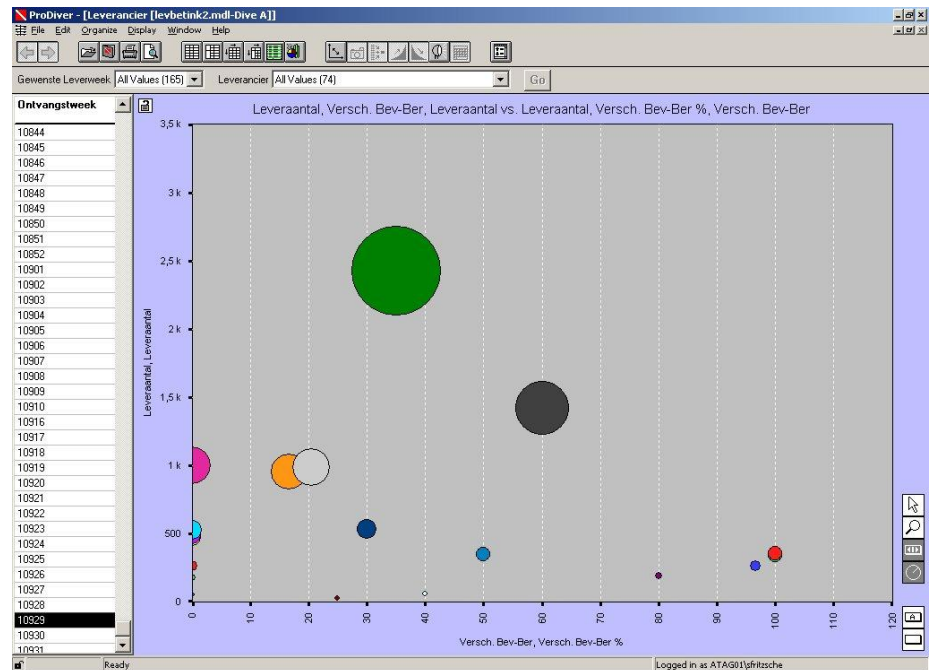 ProDiver - [Leverancier [levbetink2.mdl-Dive A]]
File Edit Organize Display Window Help
Gewenste Leverweek All Values (165) Leverancier All Values (74) Go
Ontvangstweek
10844
10845
10846
10847
10848
10849
10850
10851
10852
10901
10902
10903
10904
10905
10906
10907
10908
10909
10910
10916
10917
10918
10919
10920
10921
10922
10923
10924
10925
10926
10927
10928
10929
10930
10931
Leveraantal, Versch. Bev-Ber, Leveraantal vs. Leveraantal, Versch. Bev-Ber %, Versch. Bev-Ber
Leveraantal, Leveraantal
3,5 k
3 k
2,5 k
2 k
1,5 k
1 k
500
0
0 10 20 30 40 50 60 70 80 90 100 110 120
Versch. Bev-Ber, Versch. Bev-Ber %
A
Ready
Logged in as ATAG01\sfritzsche